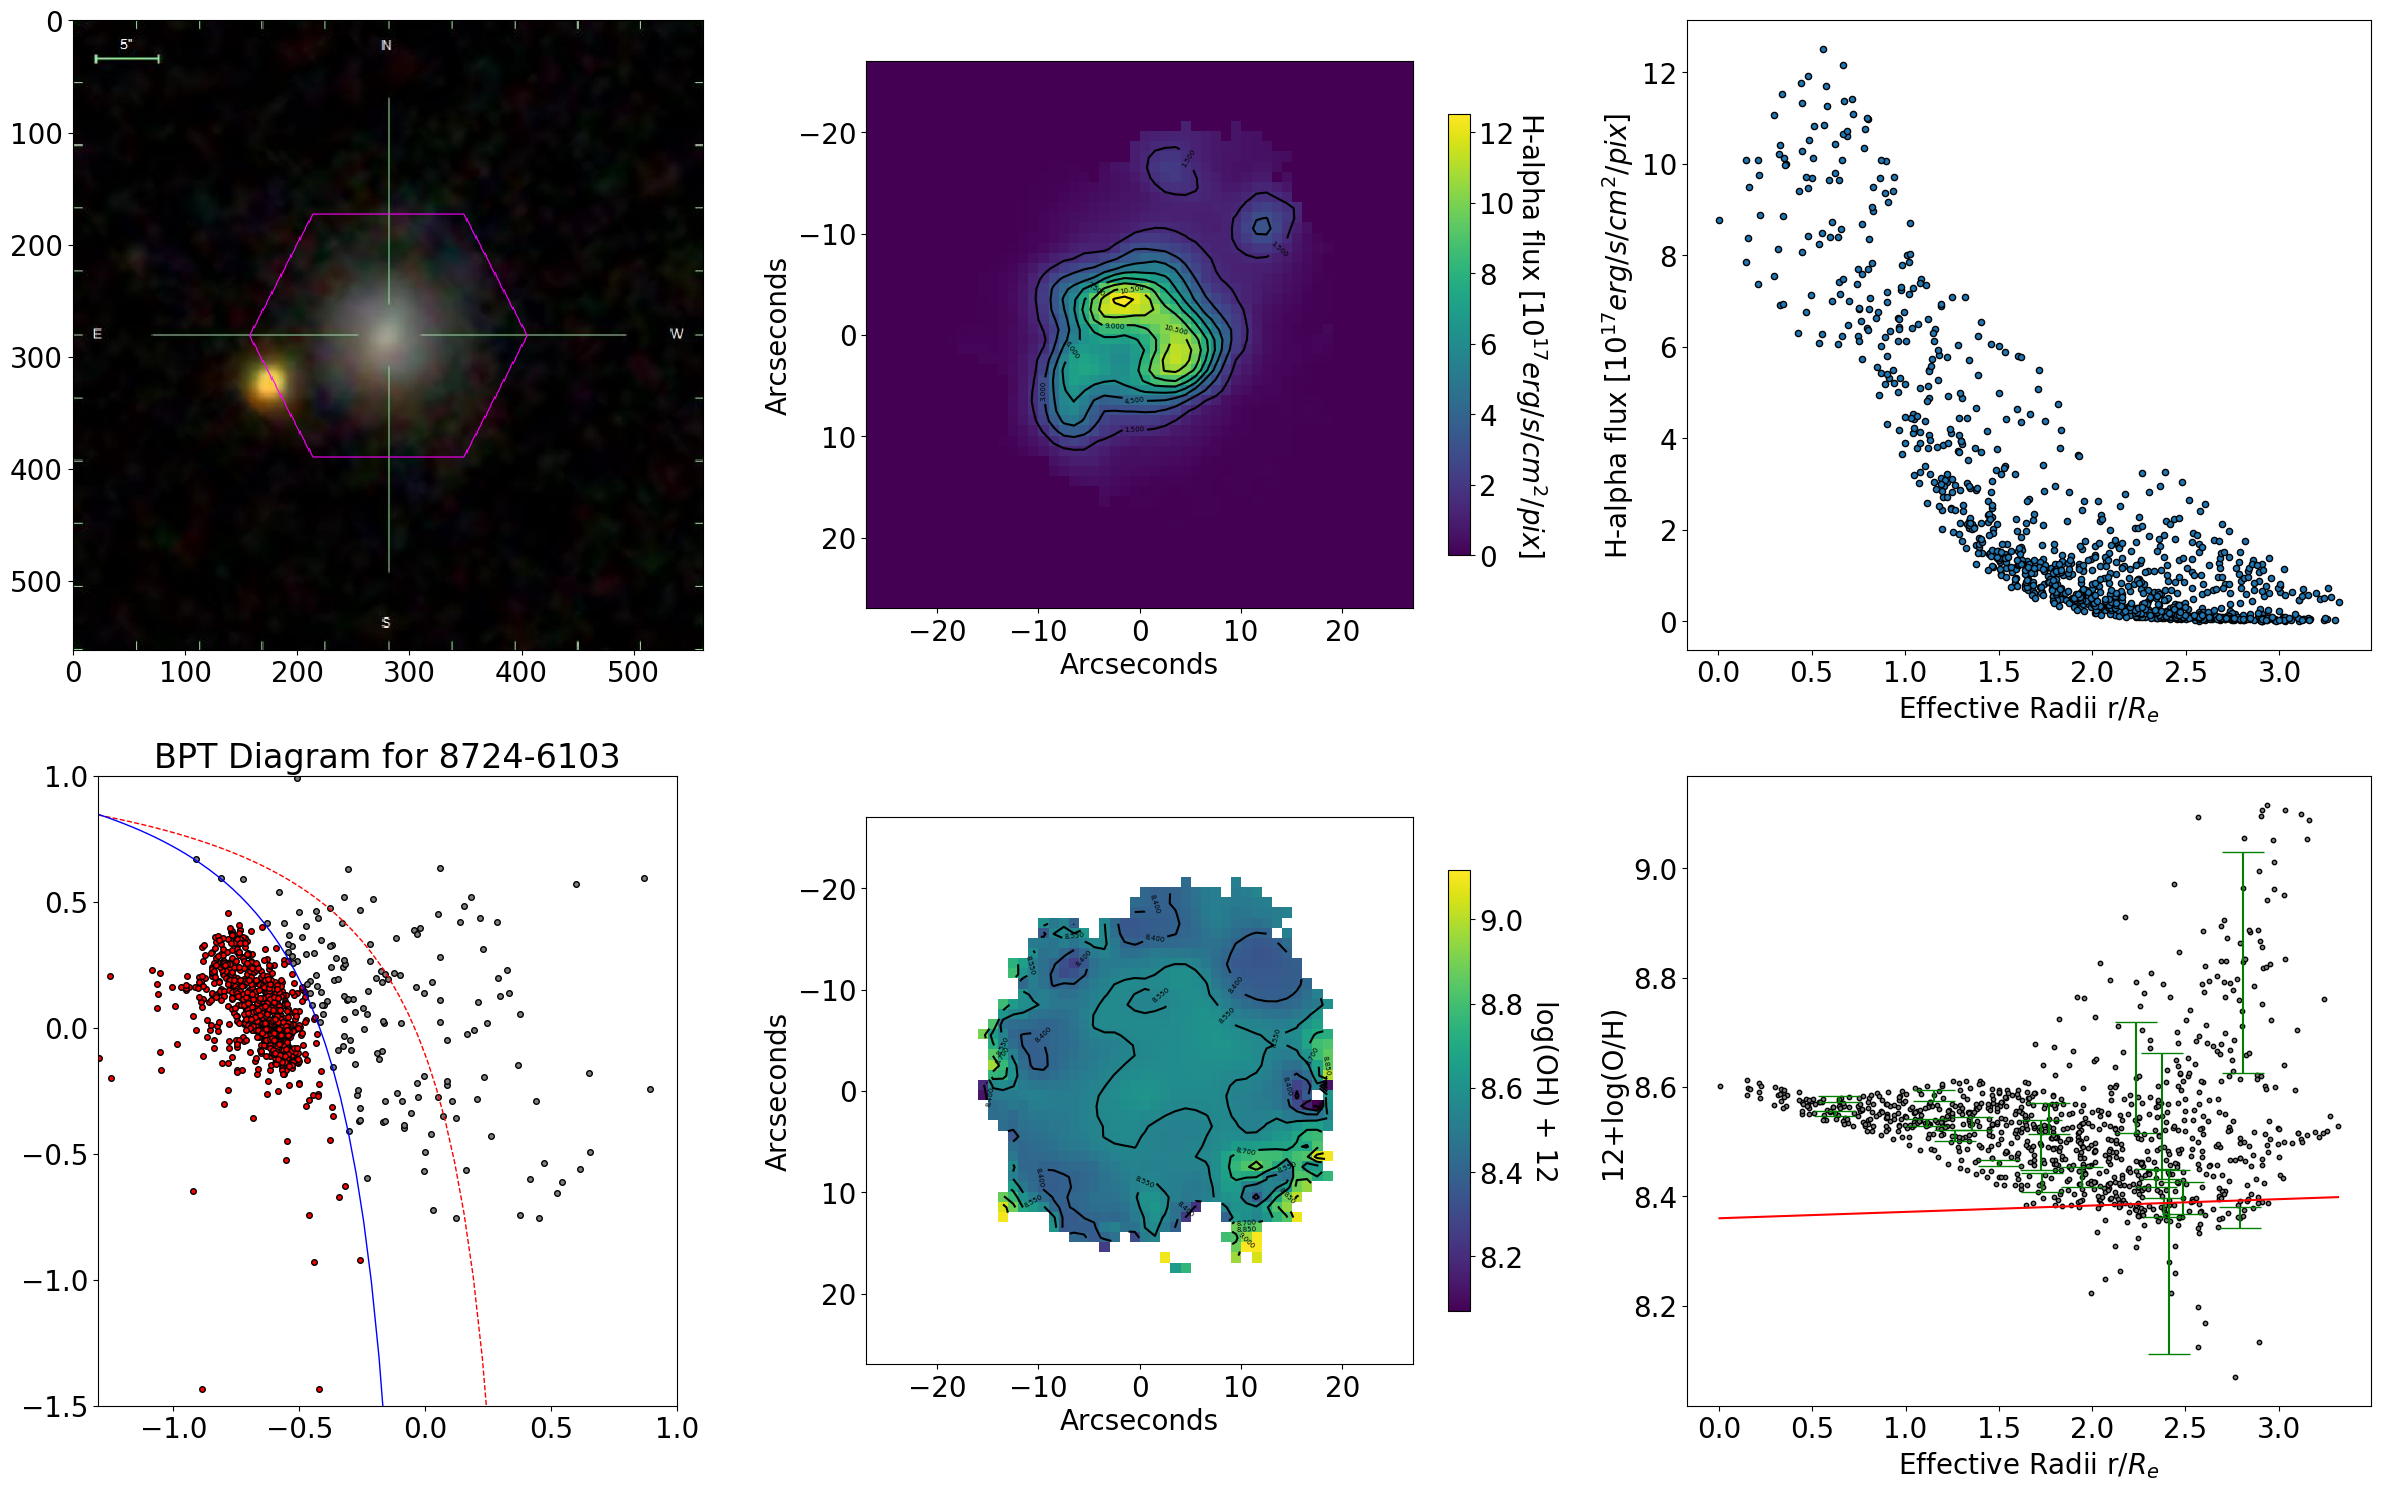 0
100
200
300
400
500
0 100 200 300 400 500
5"
N
E
W
S
−20
−10
0
10
20
−20 −10 0 10 20
Arcseconds
Arcseconds
12
10
8
6
4
2
0
H-alpha flux [10^17 erg/s/cm^2/pix]
12
10
8
6
4
2
0
0.0 0.5 1.0 1.5 2.0 2.5 3.0
H-alpha flux [10^17 erg/s/cm^2/pix]
Effective Radii r/R_e
BPT Diagram for 8724-6103
1.0
0.5
0.0
−0.5
−1.0
−1.5
−1.0 −0.5 0.0 0.5 1.0
−20
−10
0
10
20
−20 −10 0 10 20
Arcseconds
Arcseconds
9.0
8.8
8.6
8.4
8.2
log(OH) + 12
9.0
8.8
8.6
8.4
8.2
0.0 0.5 1.0 1.5 2.0 2.5 3.0
12+log(O/H)
Effective Radii r/R_e